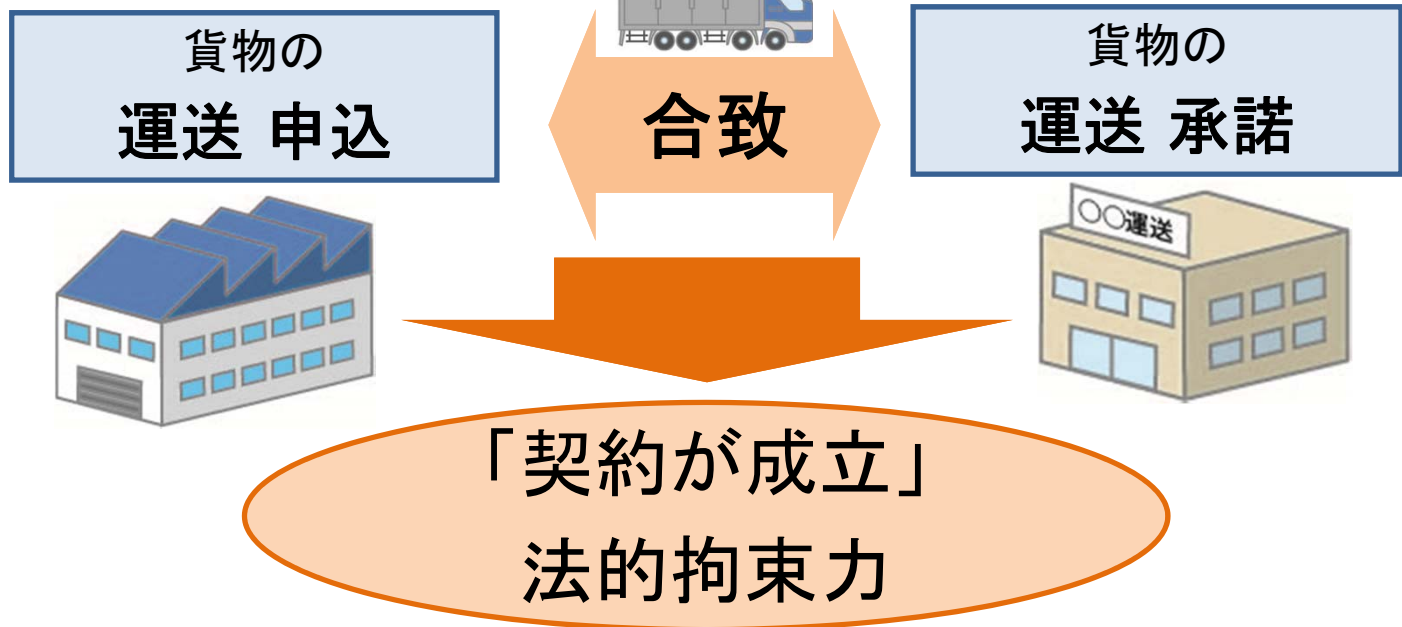 貨物の
運送 申込
合致
貨物の
運送 承諾
○○運送
「契約が成立」
法的拘束力